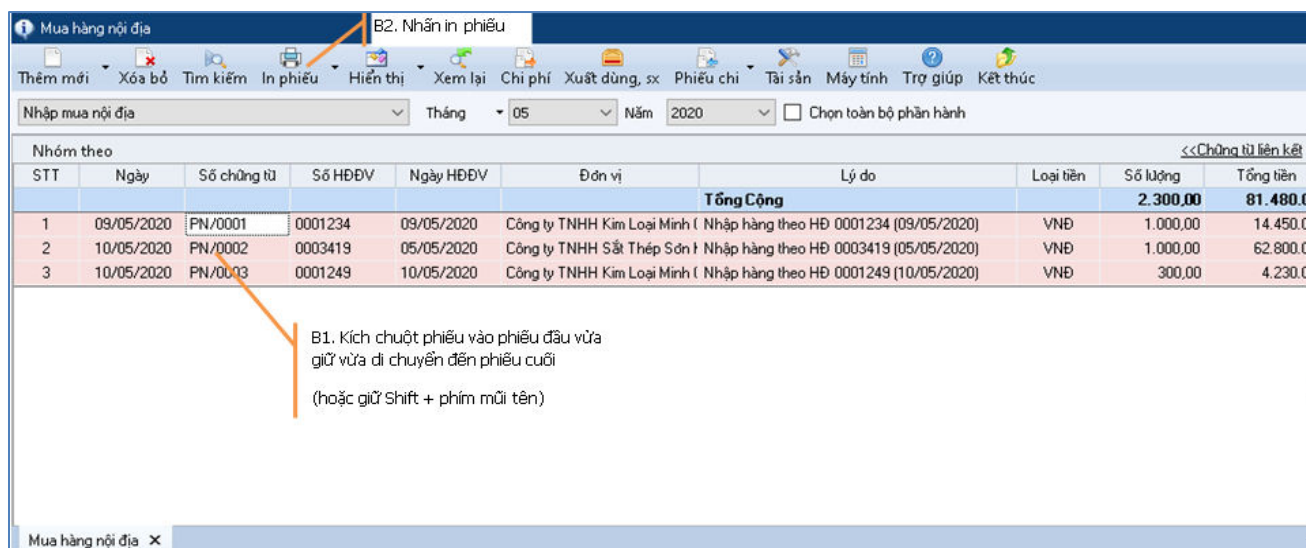 Mua hàng nội địa
B2. Nhấn in phiếu
Thêm mới Xóa bỏ Tìm kiếm In phiếu Hiển thị Xem lại Chi phí Xuất dùng, sx Phiếu chi Tài sản Máy tính Trợ giúp Kết thúc
Nhập mua nội địa Tháng 05 Năm 2020 Chọn toàn bộ phần hành
Nhóm theo <<Chứng từ liên kết
STT Ngày Số chứng từ Số HĐĐV Ngày HĐĐV Đơn vị Lý do Loại tiền Số lượng Tổng tiền
Tổng Cộng 2.300,00 81.480.0
1 09/05/2020 PN/0001 0001234 09/05/2020 Công ty TNHH Kim Loại Minh ( Nhập hàng theo HĐ 0001234 (09/05/2020) VNĐ 1.000,00 14.450.0
2 10/05/2020 PN/0002 0003419 05/05/2020 Công ty TNHH Sắt Thép Sơn H Nhập hàng theo HĐ 0003419 (05/05/2020) VNĐ 1.000,00 62.800.0
3 10/05/2020 PN/0003 0001249 10/05/2020 Công ty TNHH Kim Loại Minh ( Nhập hàng theo HĐ 0001249 (10/05/2020) VNĐ 300,00 4.230.0
B1. Kích chuột phiếu vào phiếu đầu vừa
giữ vừa di chuyển đến phiếu cuối
(hoặc giữ Shift + phím mũi tên)
Mua hàng nội địa ×